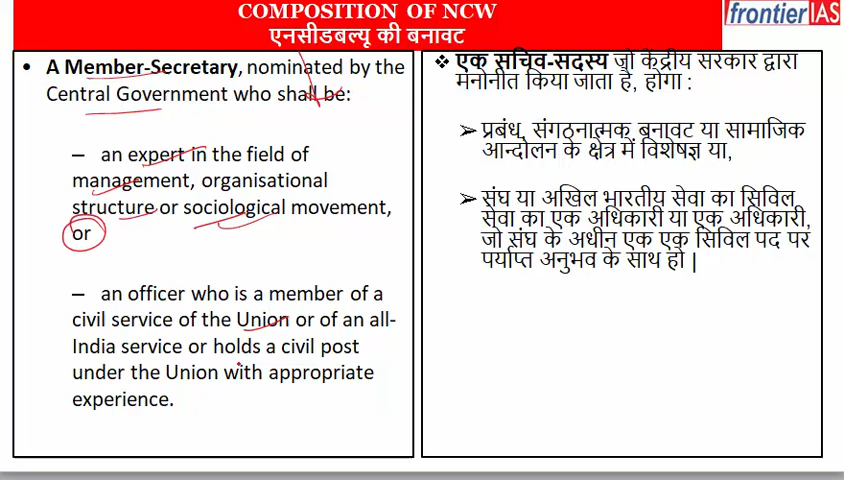 COMPOSITION OF NCW
एनसीडबल्यू की बनावट
frontierIAS
• A Member-Secretary, nominated by the
Central Government who shall be:
– an expert in the field of
management, organisational
structure or sociological movement,
or
– an officer who is a member of a
civil service of the Union or of an all-
India service or holds a civil post
under the Union with appropriate
experience.
❖ एक सचिव-सदस्य जो केंद्रीय सरकार द्वारा
मनोनीत किया जाता है, होगा :
➢ प्रबंध, संगठनात्मक बनावट या सामाजिक
आन्दोलन के क्षेत्र में विशेषज्ञ या,
➢ संघ या अखिल भारतीय सेवा का सिविल
सेवा का एक अधिकारी या एक अधिकारी,
जो संघ के अधीन एक एक सिविल पद पर
पर्याप्त अनुभव के साथ हो |